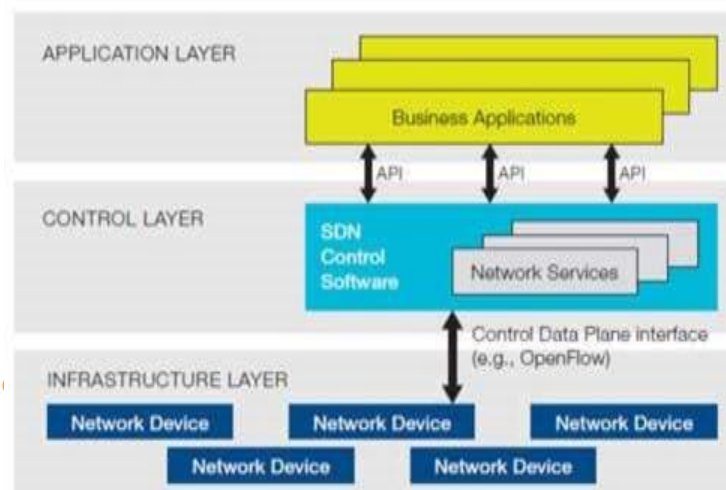 APPLICATION LAYER
Business Applications
API
API
API
CONTROL LAYER
SDN
Control
Software
Network Services
Control Data Plane interface
(e.g., OpenFlow)
INFRASTRUCTURE LAYER
Network Device
Network Device
Network Device
Network Device
Network Device